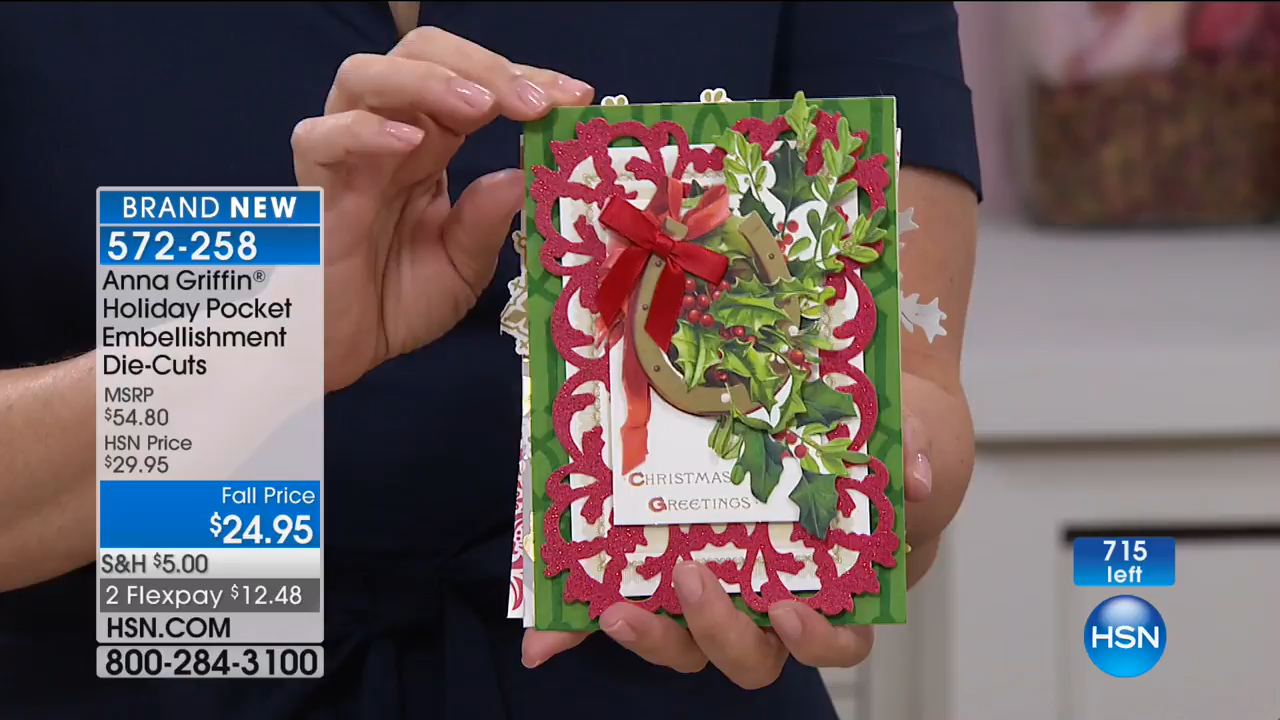 BRAND NEW
572-258
Anna Griffin®
Holiday Pocket
Embellishment
Die-Cuts
MSRP
$54.80
HSN Price
$29.95
Fall Price
$24.95
S&H $5.00
2 Flexpay $12.48
HSN.COM
800-284-3100
CHRISTMAS
GREETINGS
715
left
HSN